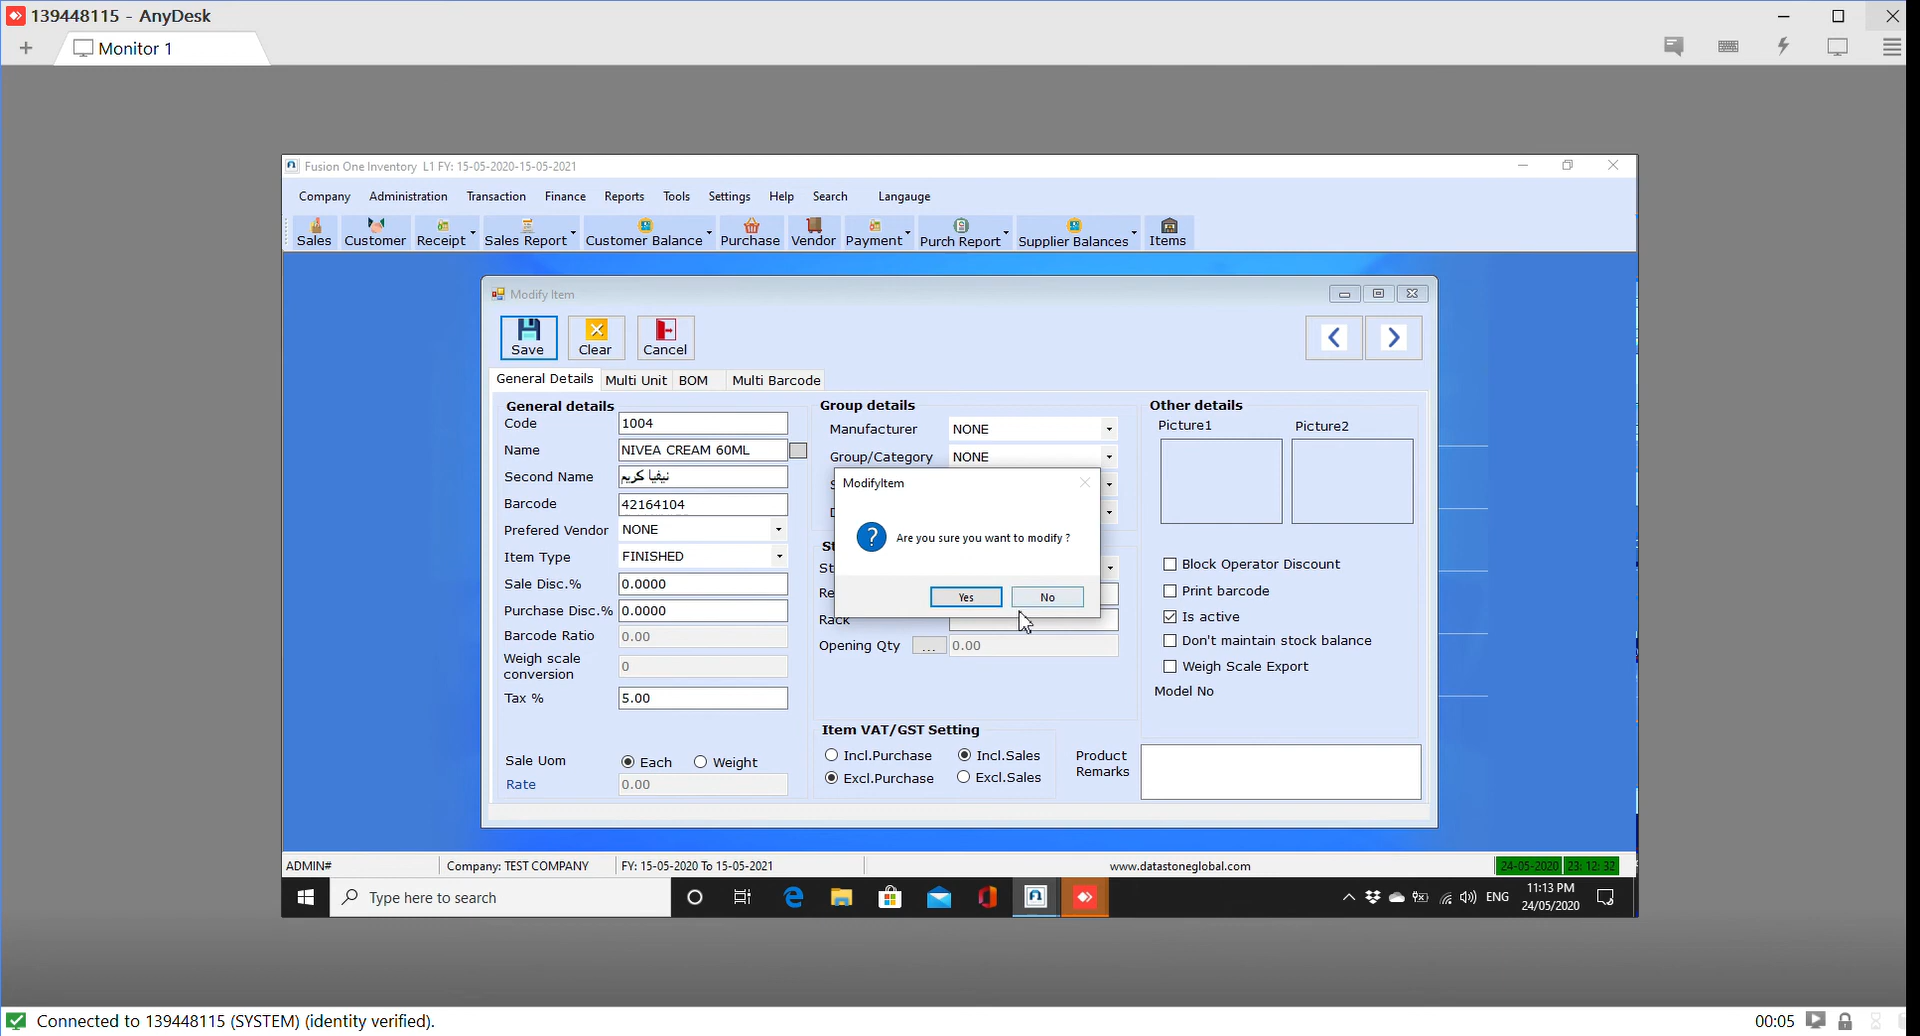 139448115 - AnyDesk
Monitor 1
Fusion One Inventory L1 FY: 15-05-2020-15-05-2021
Company Administration Transaction Finance Reports Tools Settings Help Search Langauge
Sales Customer Receipt Sales Report Customer Balance Purchase Vendor Payment Purch Report Supplier Balances Items
Modify Item
Save Clear Cancel
General Details Multi Unit BOM Multi Barcode
General details
Code 1004
Name NIVEA CREAM 60ML
Second Name نيڤيا كريم
Barcode 42164104
Prefered Vendor NONE
Item Type FINISHED
Sale Disc.% 0.0000
Purchase Disc.% 0.0000
Barcode Ratio 0.00
Weigh scale conversion 0
Tax % 5.00
Sale Uom Each Weight
Rate 0.00
Group details
Manufacturer NONE
Group/Category NONE
ModifyItem
Are you sure you want to modify ?
Yes No
St
St
Re
Rack
Opening Qty ... 0.00
Item VAT/GST Setting
Incl.Purchase Incl.Sales
Excl.Purchase Excl.Sales
Product Remarks
Other details
Picture1 Picture2
Block Operator Discount
Print barcode
Is active
Don't maintain stock balance
Weigh Scale Export
Model No
ADMIN# Company: TEST COMPANY FY: 15-05-2020 To 15-05-2021 www.datastoneglobal.com 24-05-2020 23: 12: 32
Type here to search
ENG
11:13 PM
24/05/2020
Connected to 139448115 (SYSTEM) (identity verified).
00:05